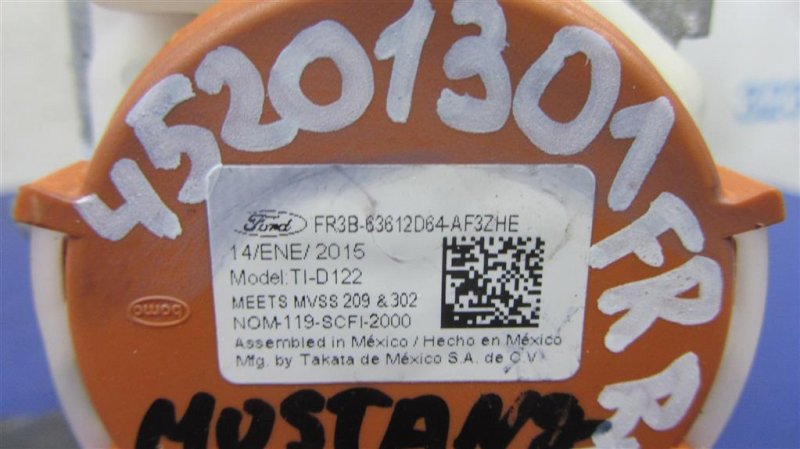 45201301FR R
Ford FR3B-63612D64-AF3ZHE
14/ENE/ 2015
Model:TI-D122
MEETS MVSS 209 & 302
NOM-119-SCFI-2000
Assembled in México / Hecho en México
Mfg. by Takata de México S.A. de C.V.
MUSTANG